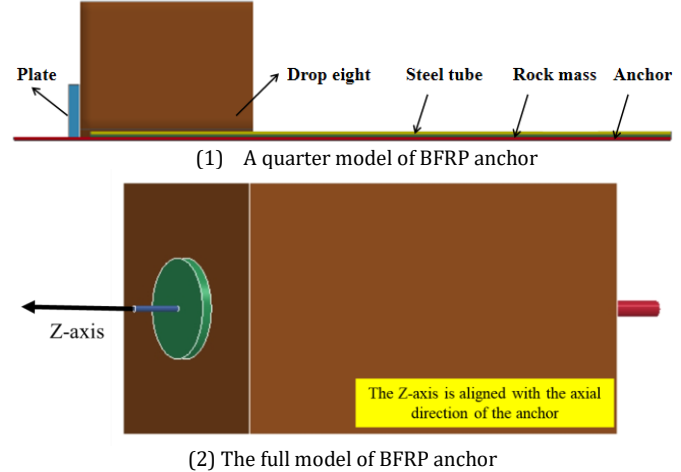 Plate Drop eight Steel tube Rock mass Anchor
(1) A quarter model of BFRP anchor
Z-axis
The Z-axis is aligned with the axial
direction of the anchor
(2) The full model of BFRP anchor